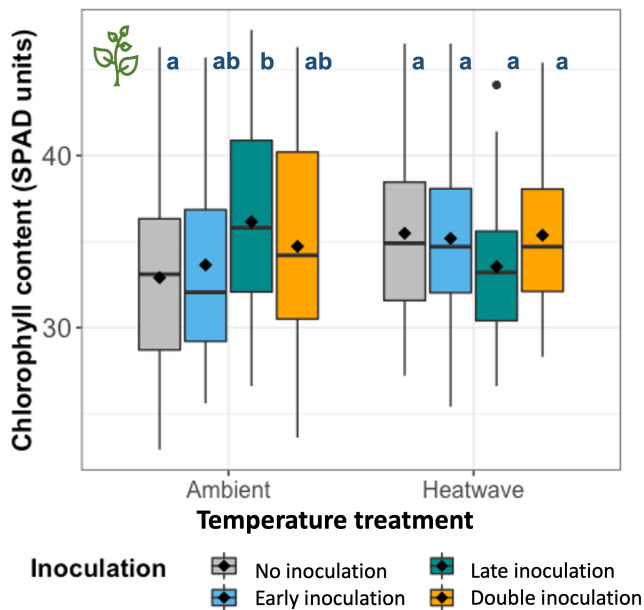 Chlorophyll content (SPAD units)
40
30
a ab b ab a a a a
Ambient Heatwave
Temperature treatment
Inoculation
No inoculation
Late inoculation
Early inoculation
Double inoculation